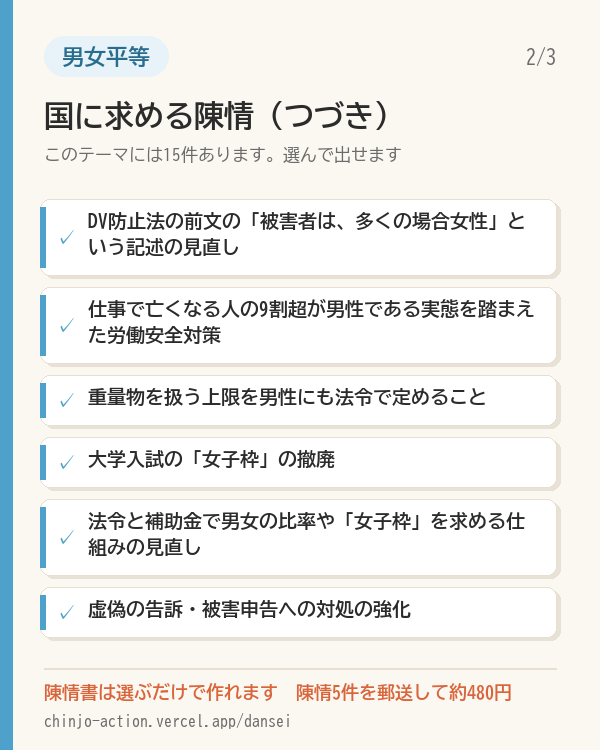 男女平等
2/3
国に求める陳情（つづき）
このテーマには15件あります。選んで出せます
✓ DV防止法の前文の「被害者は、多くの場合女性」と
いう記述の見直し
✓ 仕事で亡くなる人の9割超が男性である実態を踏まえ
た労働安全対策
✓ 重量物を扱う上限を男性にも法令で定めること
✓ 大学入試の「女子枠」の撤廃
✓ 法令と補助金で男女の比率や「女子枠」を求める仕
組みの見直し
✓ 虚偽の告訴・被害申告への対処の強化
陳情書は選ぶだけで作れます　陳情5件を郵送して約480円
chinjo-action.vercel.app/dansei